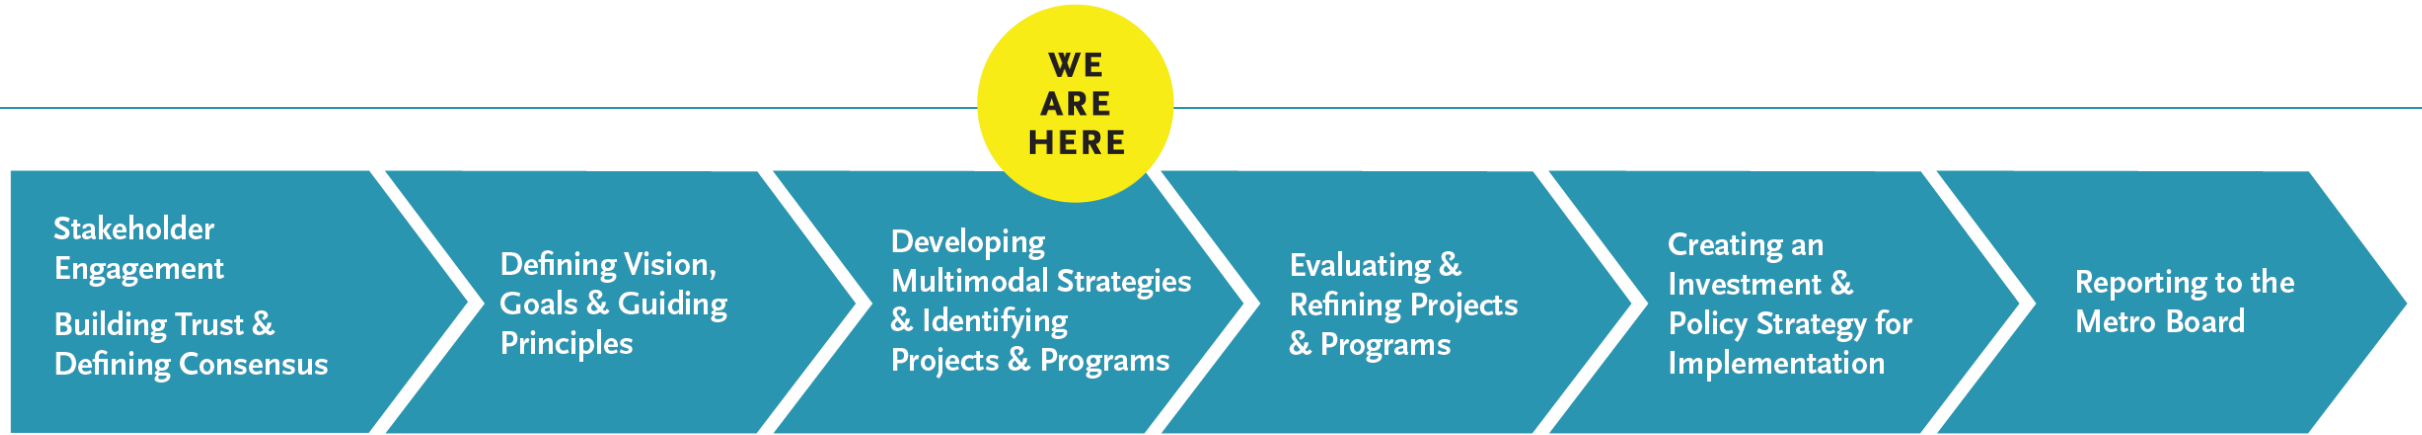 WE
ARE
HERE
Stakeholder
Engagement
Building Trust &
Defining Consensus
Defining Vision,
Goals & Guiding
Principles
Developing
Multimodal Strategies
& Identifying
Projects & Programs
Evaluating &
Refining Projects
& Programs
Creating an
Investment &
Policy Strategy for
Implementation
Reporting to the
Metro Board